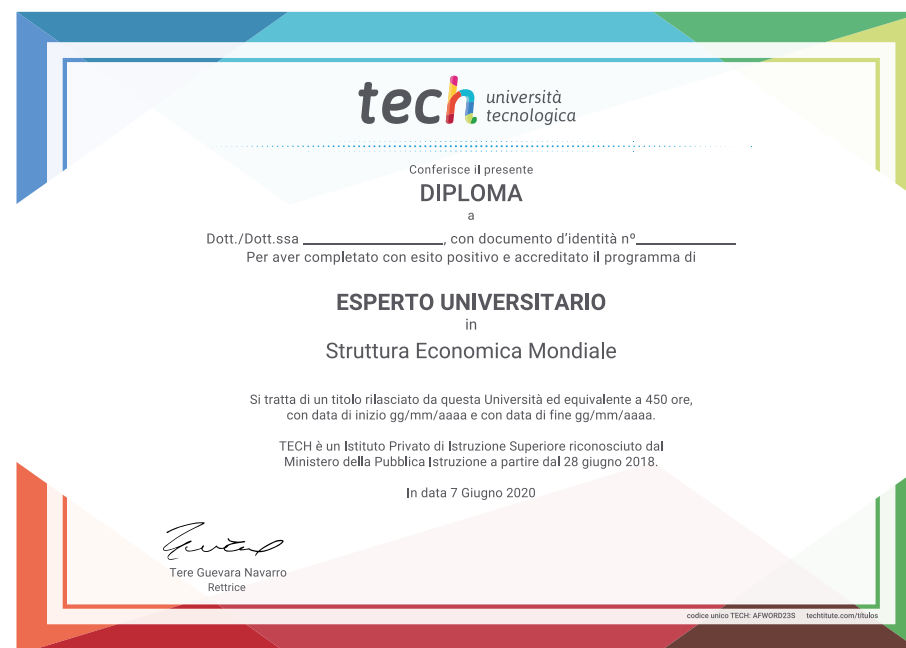 tech università
tecnologica
Conferisce il presente
DIPLOMA
a
Dott./Dott.ssa ____________________, con documento d'identità nº______________
Per aver completato con esito positivo e accreditato il programma di
ESPERTO UNIVERSITARIO
in
Struttura Economica Mondiale
Si tratta di un titolo rilasciato da questa Università ed equivalente a 450 ore,
con data di inizio gg/mm/aaaa e con data di fine gg/mm/aaaa.
TECH è un Istituto Privato di Istruzione Superiore riconosciuto dal
Ministero della Pubblica Istruzione a partire dal 28 giugno 2018.
In data 7 Giugno 2020
Tere Guevara Navarro
Rettrice
codice unico TECH: AFWORD23S techtitute.com/titulos